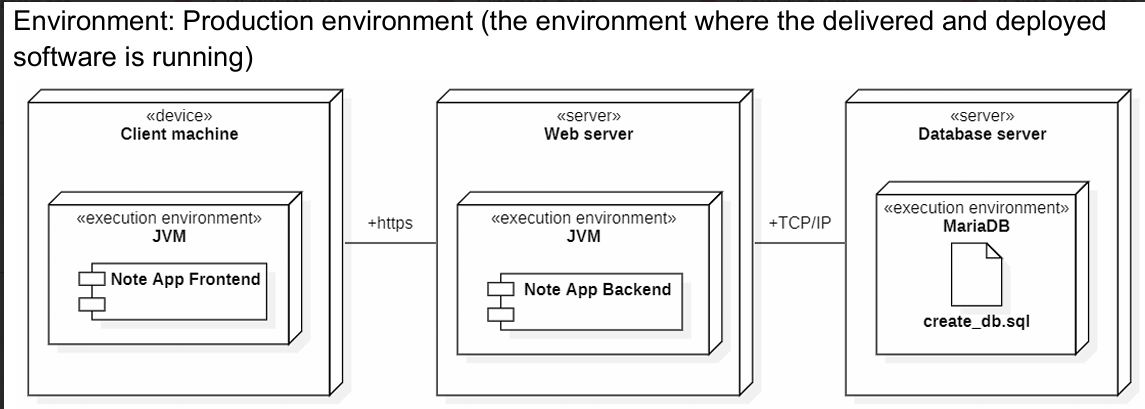 Environment: Production environment (the environment where the delivered and deployed
software is running)
«device»
Client machine
«execution environment»
JVM
Note App Frontend
+https
«server»
Web server
«execution environment»
JVM
Note App Backend
+TCP/IP
«server»
Database server
«execution environment»
MariaDB
create_db.sql